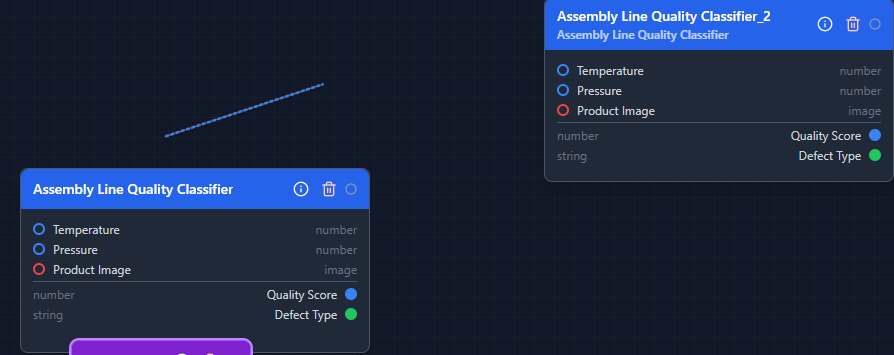 Assembly Line Quality Classifier_2
Assembly Line Quality Classifier
Temperature number
Pressure number
Product Image image
number Quality Score
string Defect Type
Assembly Line Quality Classifier
Temperature number
Pressure number
Product Image image
number Quality Score
string Defect Type